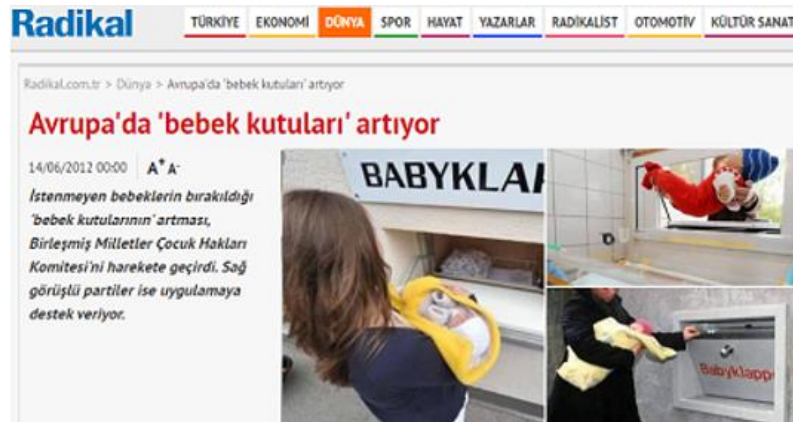 Radikal
TÜRKİYE EKONOMİ DÜNYA SPOR HAYAT YAZARLAR RADİKALİST OTOMOTİV KÜLTÜR SANAT
Radikal.com.tr > Dünya > Avrupa'da 'bebek kutuları' artıyor
Avrupa'da 'bebek kutuları' artıyor
14/06/2012 00:00 A+ A-
İstenmeyen bebeklerin bırakıldığı
'bebek kutularının' artması,
Birleşmiş Milletler Çocuk Hakları
Komitesi'ni harekete geçirdi. Sağ
görüşlü partiler ise uygulamaya
destek veriyor.
BABYKLA
Babyklapp